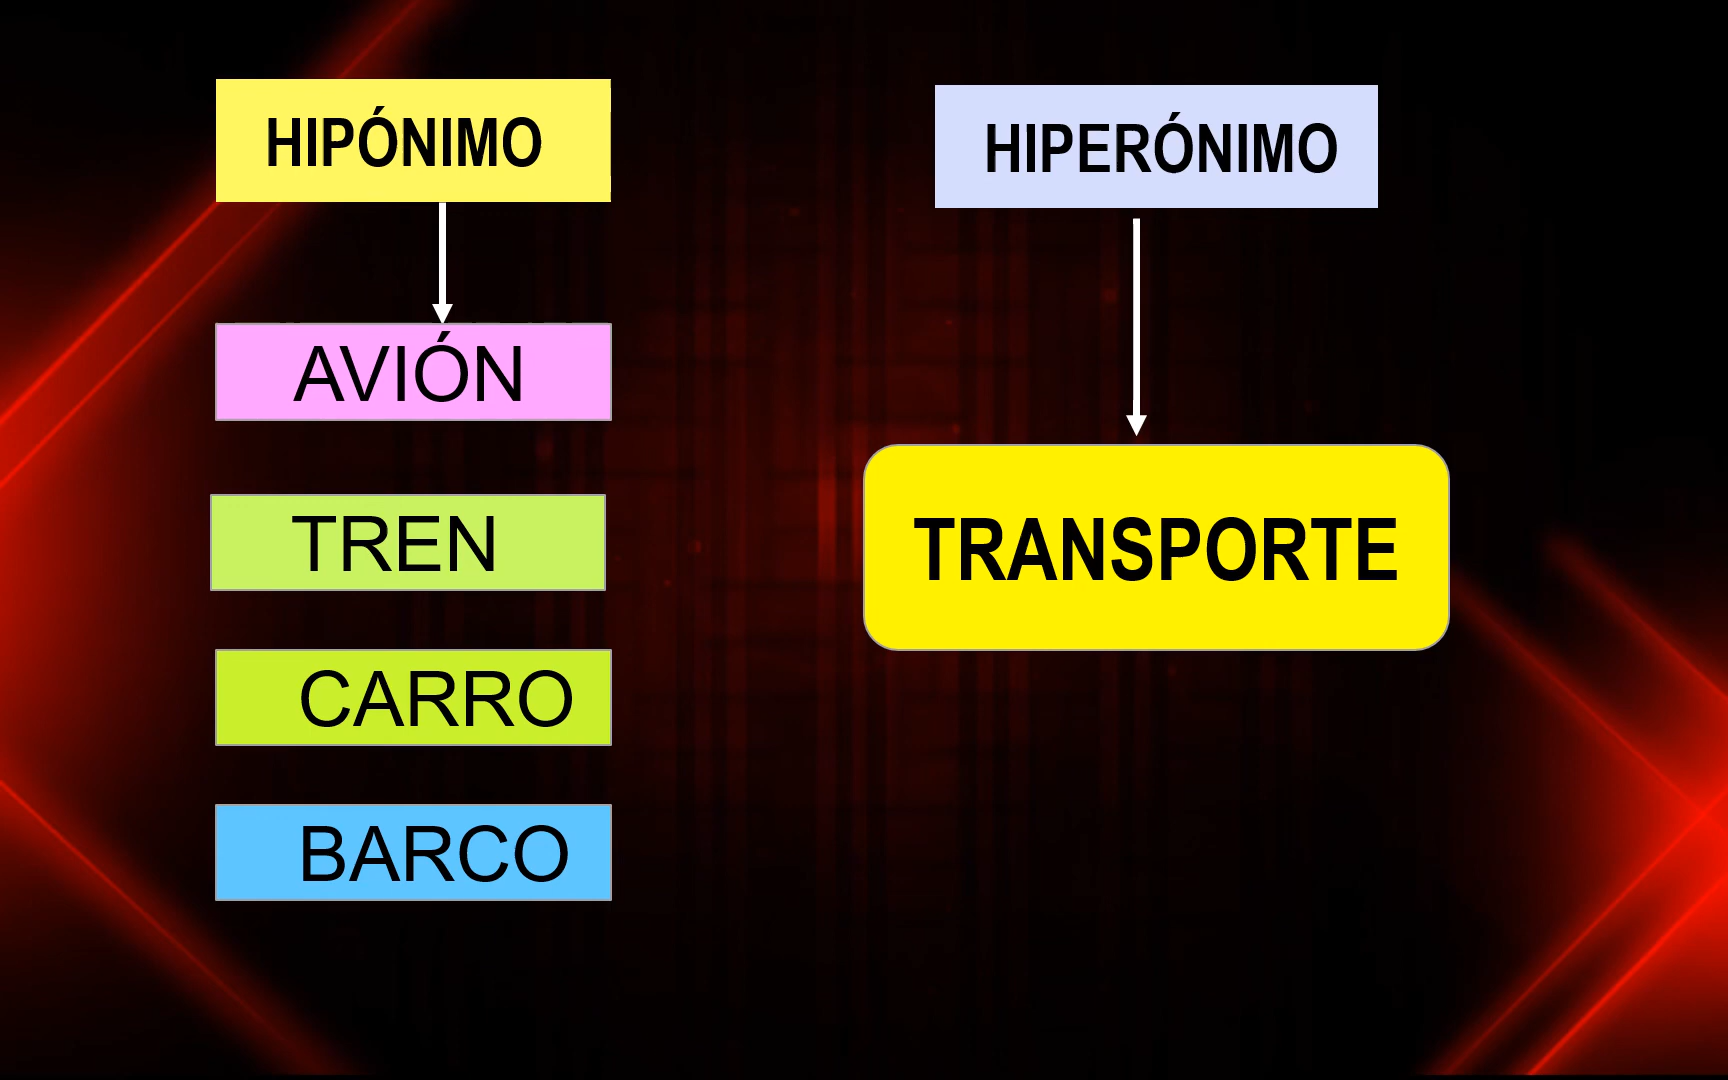 HIPÓNIMO
AVIÓN
TREN
CARRO
BARCO
HIPERÓNIMO
TRANSPORTE